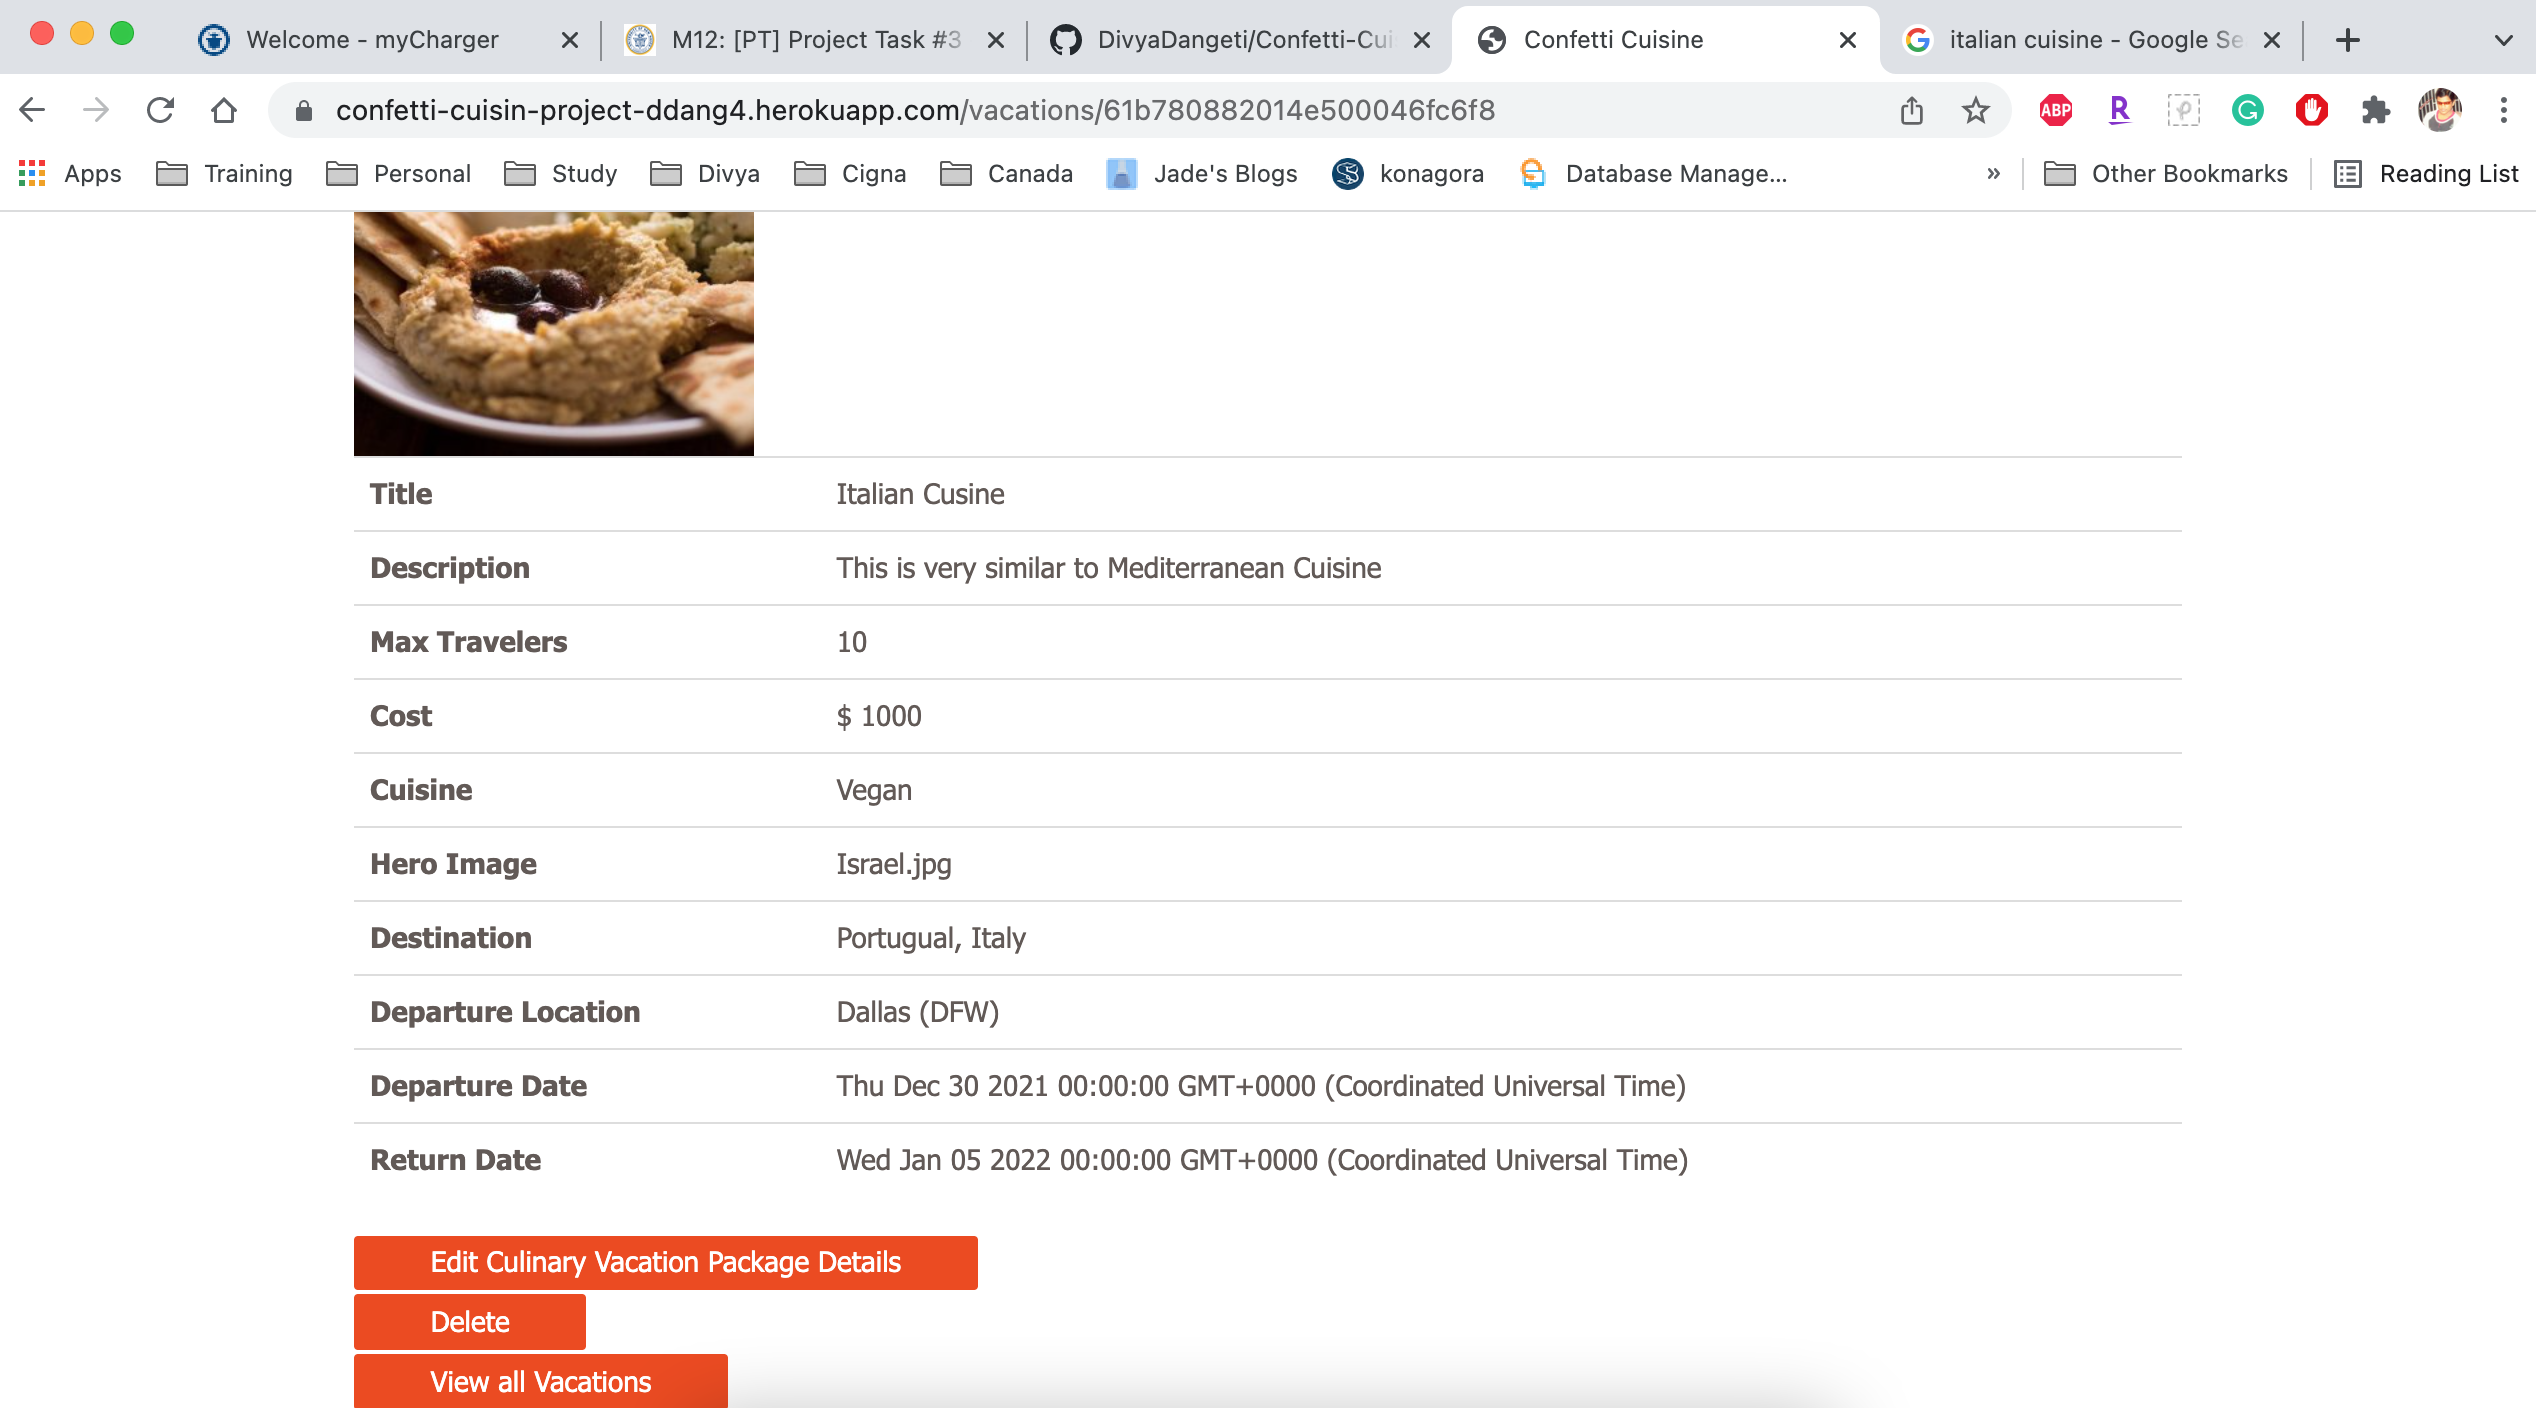 Welcome - myCharger
M12: [PT] Project Task #3
DivyaDangeti/Confetti-Cui
Confetti Cuisine
italian cuisine - Google Se
confetti-cuisin-project-ddang4.herokuapp.com/vacations/61b780882014e500046fc6f8
ABP
R
Apps
Training
Personal
Study
Divya
Cigna
Canada
Jade's Blogs
konagora
Database Manage...
»
Other Bookmarks
Reading List
Title Italian Cusine
Description This is very similar to Mediterranean Cuisine
Max Travelers 10
Cost $ 1000
Cuisine Vegan
Hero Image Israel.jpg
Destination Portugual, Italy
Departure Location Dallas (DFW)
Departure Date Thu Dec 30 2021 00:00:00 GMT+0000 (Coordinated Universal Time)
Return Date Wed Jan 05 2022 00:00:00 GMT+0000 (Coordinated Universal Time)
Edit Culinary Vacation Package Details
Delete
View all Vacations